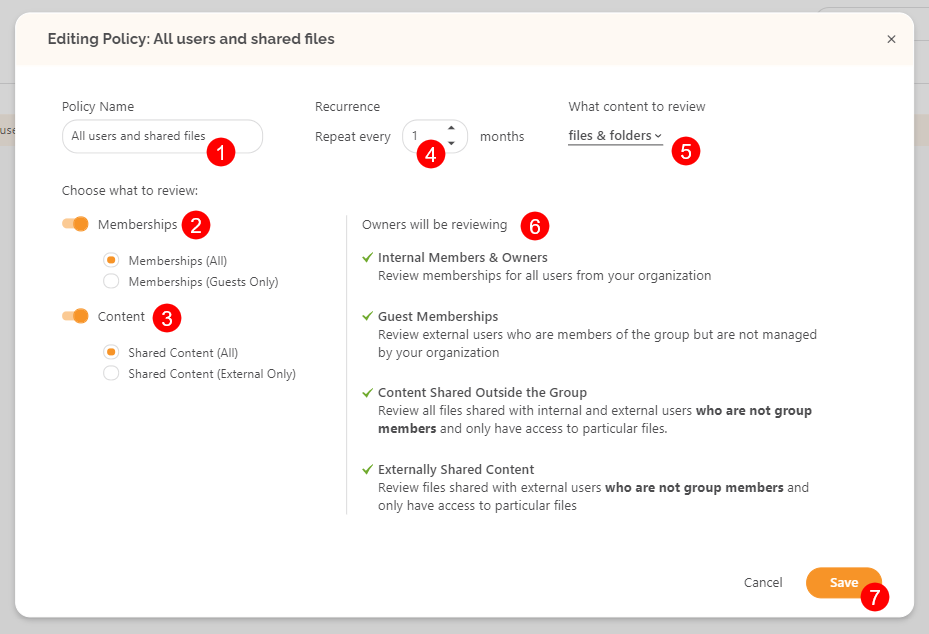 Editing Policy: All users and shared files
×
use
Policy Name
Recurrence
What content to review
All users and shared files
1
Repeat every
1
months
4
files & folders
5
Choose what to review:
Memberships
2
Memberships (All)
Memberships (Guests Only)
Content
3
Shared Content (All)
Shared Content (External Only)
Owners will be reviewing
6
Internal Members & Owners
Review memberships for all users from your organization
Guest Memberships
Review external users who are members of the group but are not managed
by your organization
Content Shared Outside the Group
Review all files shared with internal and external users who are not group
members and only have access to particular files.
Externally Shared Content
Review files shared with external users who are not group members and
only have access to particular files
Cancel
Save
7